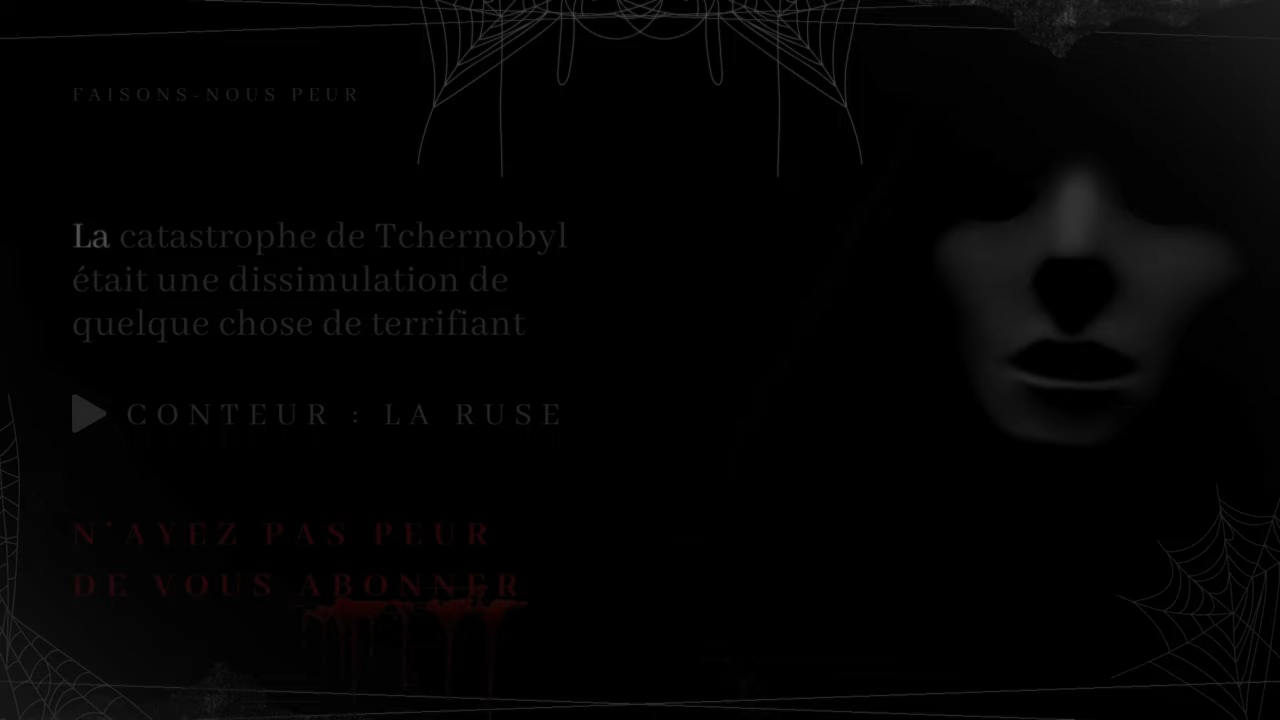 FAISONS-NOUS PEUR
La catastrophe de Tchernobyl
était une dissimulation de
quelque chose de terrifiant
CONTEUR : LA RUSE
N'AYEZ PAS PEUR
DE VOUS ABONNER